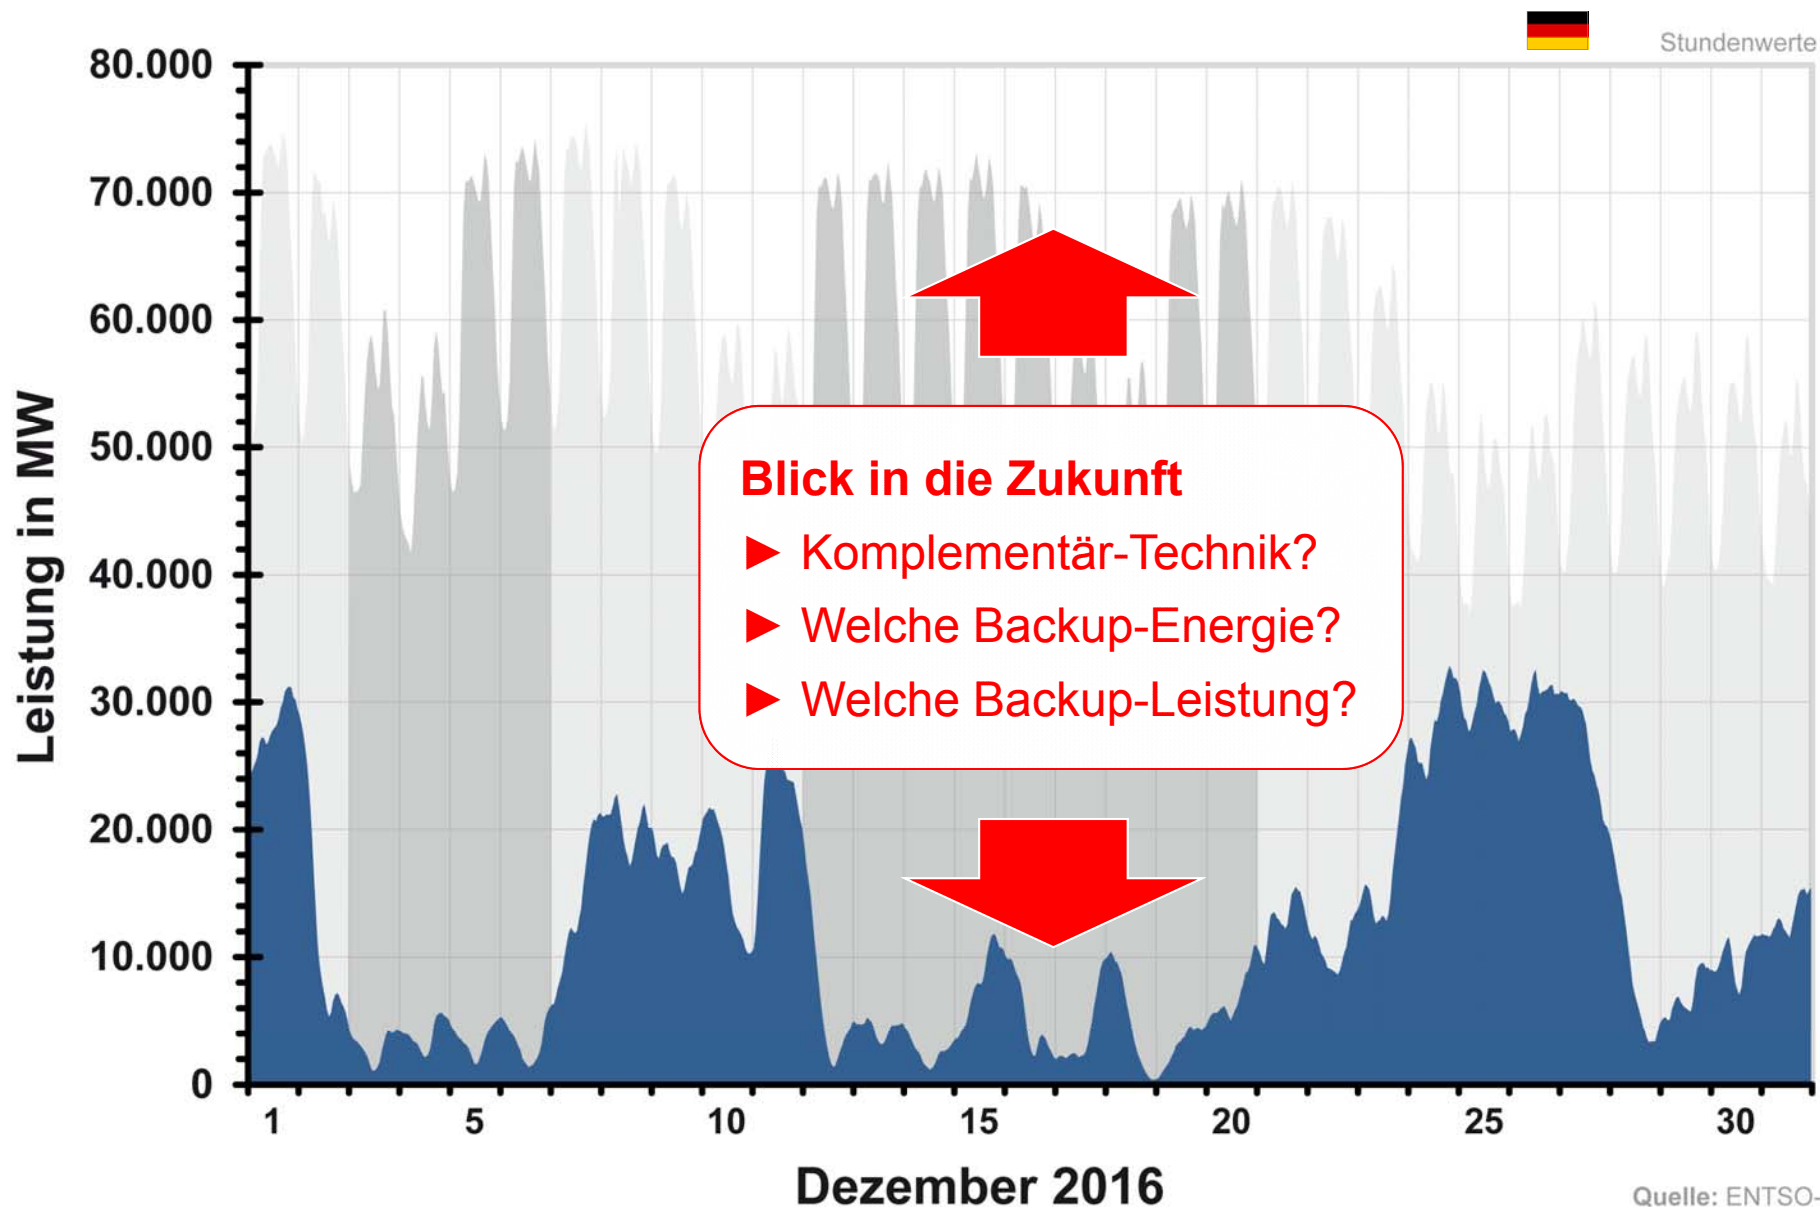 Stundenwerte
80.000
70.000
60.000
50.000
40.000
30.000
20.000
10.000
0
Leistung in MW
Blick in die Zukunft
► Komplementär-Technik?
► Welche Backup-Energie?
► Welche Backup-Leistung?
1 5 10 15 20 25 30
Dezember 2016
Quelle: ENTSO-